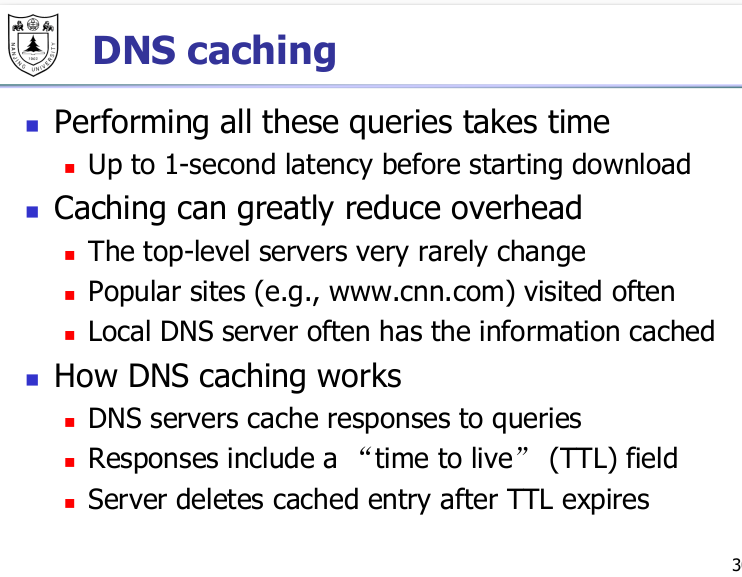 DNS caching
Performing all these queries takes time
Up to 1-second latency before starting download
Caching can greatly reduce overhead
The top-level servers very rarely change
Popular sites (e.g., www.cnn.com) visited often
Local DNS server often has the information cached
How DNS caching works
DNS servers cache responses to queries
Responses include a “time to live” (TTL) field
Server deletes cached entry after TTL expires
NANJING UNIVERSITY
1902